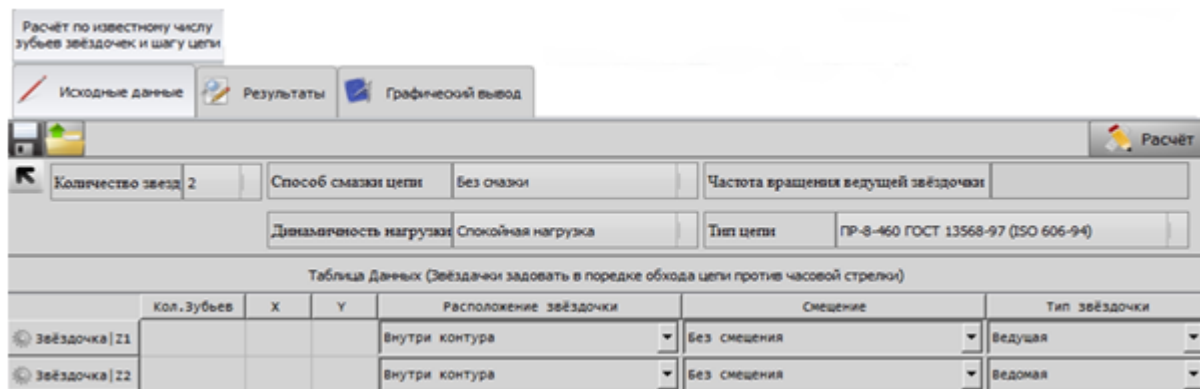 Расчёт по известному числу
зубьев звёздочек и шагу цепи
Исходные данные Результаты Графический вывод
Расчёт
Количество звезд 2 Способ смазки цепи Без смазки Частота вращения ведущей звёздочки
Динамичность нагрузки Спокойная нагрузка Тип цепи ПР-8-460 ГОСТ 13568-97 (ISO 606-94)
Таблица Данных (Звёздачки задовать в поредке обхода цепи против часовой стрелки)
Кол.Зубьев X Y Расположение звёздочки Смещение Тип звёздочки
Звёздочка|Z1 Внутри контура Без смещения Ведущая
Звёздочка|Z2 Внутри контура Без смещения Ведомая